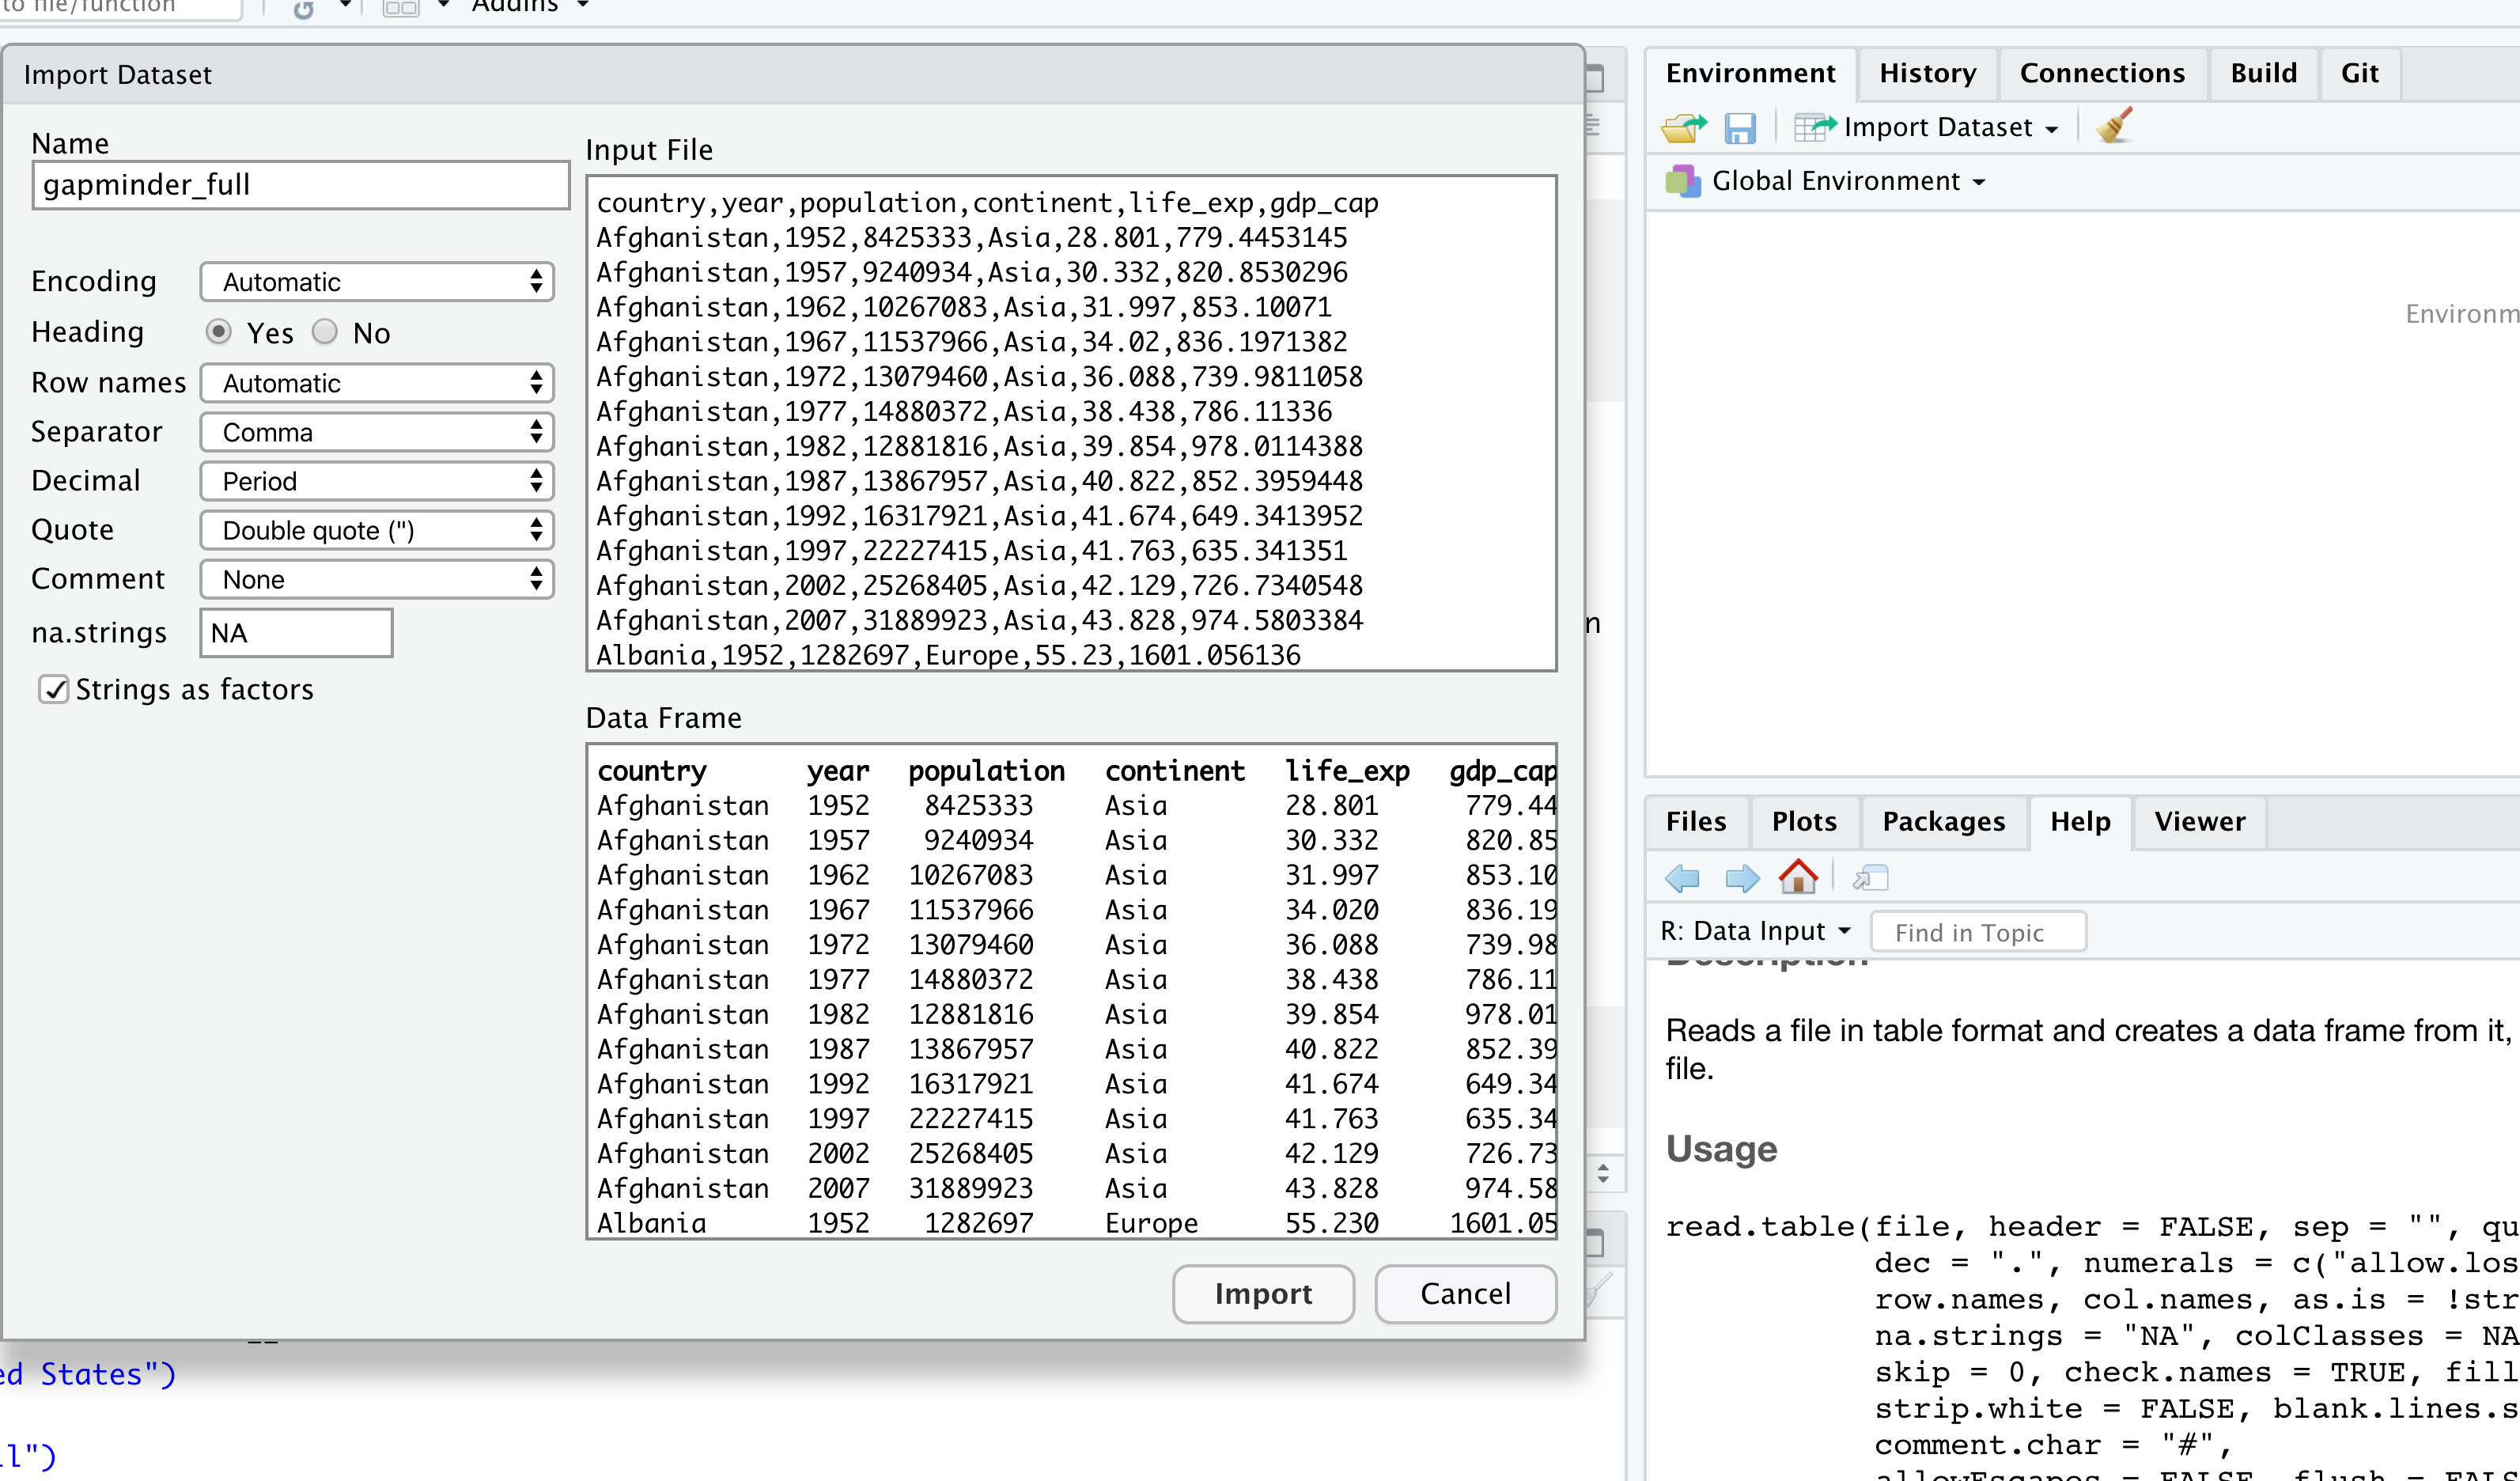 to file/function
Addins
Import Dataset
Name
gapminder_full
Encoding Automatic
Heading Yes No
Row names Automatic
Separator Comma
Decimal Period
Quote Double quote (")
Comment None
na.strings NA
Strings as factors
Input File
country,year,population,continent,life_exp,gdp_cap
Afghanistan,1952,8425333,Asia,28.801,779.4453145
Afghanistan,1957,9240934,Asia,30.332,820.8530296
Afghanistan,1962,10267083,Asia,31.997,853.10071
Afghanistan,1967,11537966,Asia,34.02,836.1971382
Afghanistan,1972,13079460,Asia,36.088,739.9811058
Afghanistan,1977,14880372,Asia,38.438,786.11336
Afghanistan,1982,12881816,Asia,39.854,978.0114388
Afghanistan,1987,13867957,Asia,40.822,852.3959448
Afghanistan,1992,16317921,Asia,41.674,649.3413952
Afghanistan,1997,22227415,Asia,41.763,635.341351
Afghanistan,2002,25268405,Asia,42.129,726.7340548
Afghanistan,2007,31889923,Asia,43.828,974.5803384
Albania,1952,1282697,Europe,55.23,1601.056136
Data Frame
country year population continent life_exp gdp_cap
Afghanistan 1952 8425333 Asia 28.801 779.44
Afghanistan 1957 9240934 Asia 30.332 820.85
Afghanistan 1962 10267083 Asia 31.997 853.10
Afghanistan 1967 11537966 Asia 34.020 836.19
Afghanistan 1972 13079460 Asia 36.088 739.98
Afghanistan 1977 14880372 Asia 38.438 786.11
Afghanistan 1982 12881816 Asia 39.854 978.01
Afghanistan 1987 13867957 Asia 40.822 852.39
Afghanistan 1992 16317921 Asia 41.674 649.34
Afghanistan 1997 22227415 Asia 41.763 635.34
Afghanistan 2002 25268405 Asia 42.129 726.73
Afghanistan 2007 31889923 Asia 43.828 974.58
Albania 1952 1282697 Europe 55.230 1601.05
Import Cancel
n
ed States")
ll")
Environment History Connections Build Git
Import Dataset
Global Environment
Environm
Files Plots Packages Help Viewer
R: Data Input Find in Topic
Description
Reads a file in table format and creates a data frame from it,
file.
Usage
read.table(file, header = FALSE, sep = "", qu
dec = ".", numerals = c("allow.los
row.names, col.names, as.is = !str
na.strings = "NA", colClasses = NA
skip = 0, check.names = TRUE, fill
strip.white = FALSE, blank.lines.s
comment.char = "#",
allowEscapes = FALSE, flush = FALS